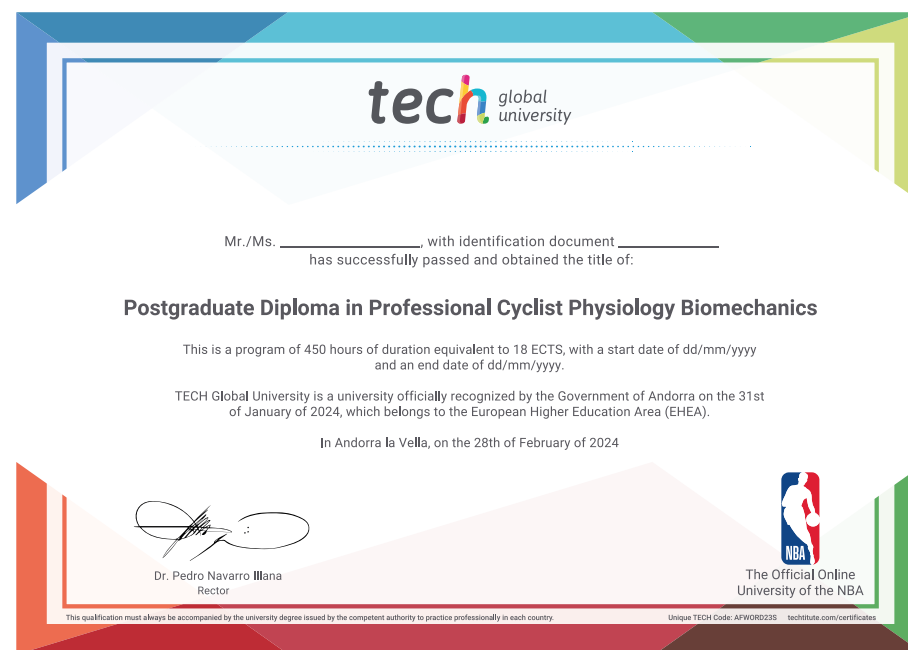 tech global university
Mr./Ms. ____________, with identification document ____________
has successfully passed and obtained the title of:
Postgraduate Diploma in Professional Cyclist Physiology Biomechanics
This is a program of 450 hours of duration equivalent to 18 ECTS, with a start date of dd/mm/yyyy
and an end date of dd/mm/yyyy.
TECH Global University is a university officially recognized by the Government of Andorra on the 31st
of January of 2024, which belongs to the European Higher Education Area (EHEA).
In Andorra la Vella, on the 28th of February of 2024
Dr. Pedro Navarro Illana
Rector
NBA
The Official Online
University of the NBA
This qualification must always be accompanied by the university degree issued by the competent authority to practice professionally in each country.
Unique TECH Code: AFWORD23S techtitute.com/certificates